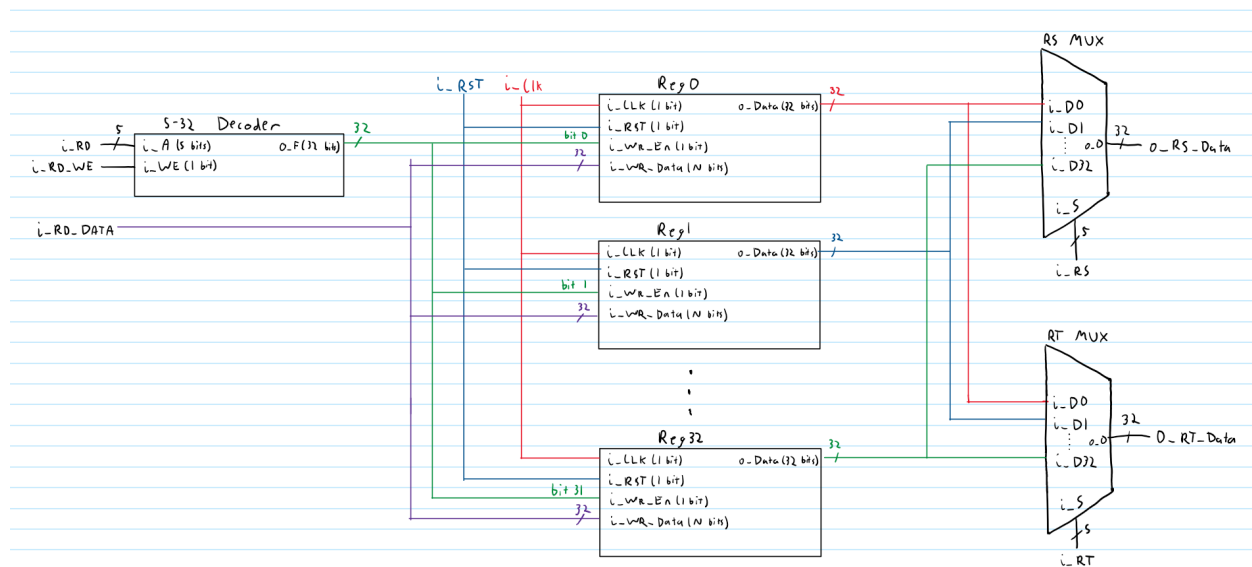 RS MUX
i_RST
i_Clk
Reg0
32
i_CLK (1 bit)
o_Data (32 bits)
i_D0
5-32 Decoder
5
32
i_RST (1 bit)
i_D1
32
i_RD
i_A (5 bits)
o_F (32 bits)
bit 0
i_WR_En (1 bit)
o_O
o_RS_Data
i_RD_WE
i_WE (1 bit)
32
i_WR_Data (N bits)
i_D32
i_S
5
i_RS
i_RD_DATA
Reg1
32
i_CLK (1 bit)
o_Data (32 bits)
i_RST (1 bit)
bit 1
i_WR_En (1 bit)
32
i_WR_Data (N bits)
RT MUX
i_D0
i_D1
32
o_O
O_RT_Data
i_D32
i_S
5
i_RT
Reg32
32
i_CLK (1 bit)
o_Data (32 bits)
i_RST (1 bit)
bit 31
i_WR_En (1 bit)
32
i_WR_Data (N bits)